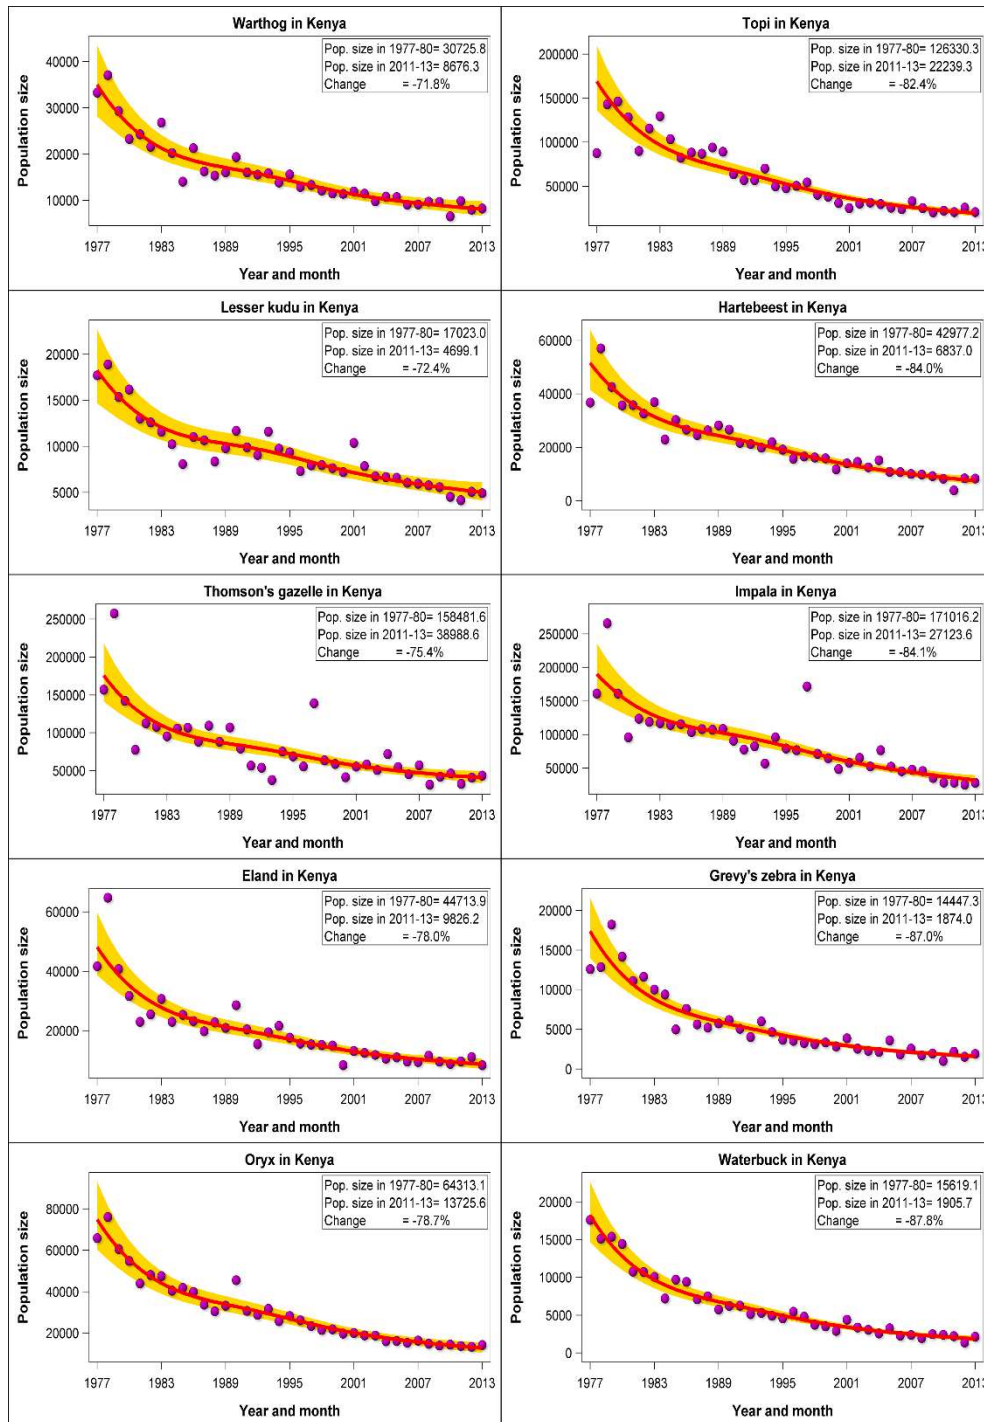 Warthog in Kenya
Pop. size in 1977-80= 30725.8
Pop. size in 2011-13= 8676.3
Change = -71.8%
Population size
40000
30000
20000
10000
1977 1983 1989 1995 2001 2007 2013
Year and month
Topi in Kenya
Pop. size in 1977-80= 126330.3
Pop. size in 2011-13= 22239.3
Change = -82.4%
Population size
200000
150000
100000
50000
1977 1983 1989 1995 2001 2007 2013
Year and month
Lesser kudu in Kenya
Pop. size in 1977-80= 17023.0
Pop. size in 2011-13= 4699.1
Change = -72.4%
Population size
20000
15000
10000
5000
1977 1983 1989 1995 2001 2007 2013
Year and month
Hartebeest in Kenya
Pop. size in 1977-80= 42977.2
Pop. size in 2011-13= 6837.0
Change = -84.0%
Population size
60000
40000
20000
0
1977 1983 1989 1995 2001 2007 2013
Year and month
Thomson's gazelle in Kenya
Pop. size in 1977-80= 158481.6
Pop. size in 2011-13= 38988.6
Change = -75.4%
Population size
250000
200000
150000
100000
50000
1977 1983 1989 1995 2001 2007 2013
Year and month
Impala in Kenya
Pop. size in 1977-80= 171016.2
Pop. size in 2011-13= 27123.6
Change = -84.1%
Population size
250000
200000
150000
100000
50000
1977 1983 1989 1995 2001 2007 2013
Year and month
Eland in Kenya
Pop. size in 1977-80= 44713.9
Pop. size in 2011-13= 9826.2
Change = -78.0%
Population size
60000
40000
20000
1977 1983 1989 1995 2001 2007 2013
Year and month
Grevy's zebra in Kenya
Pop. size in 1977-80= 14447.3
Pop. size in 2011-13= 1874.0
Change = -87.0%
Population size
20000
15000
10000
5000
0
1977 1983 1989 1995 2001 2007 2013
Year and month
Oryx in Kenya
Pop. size in 1977-80= 64313.1
Pop. size in 2011-13= 13725.6
Change = -78.7%
Population size
80000
60000
40000
20000
1977 1983 1989 1995 2001 2007 2013
Year and month
Waterbuck in Kenya
Pop. size in 1977-80= 15619.1
Pop. size in 2011-13= 1905.7
Change = -87.8%
Population size
20000
15000
10000
5000
0
1977 1983 1989 1995 2001 2007 2013
Year and month